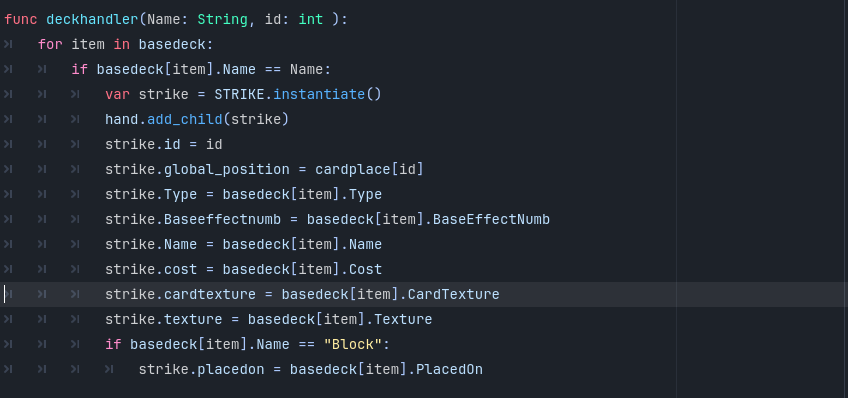 func deckhandler(Name: String, id: int ):
for item in basedeck:
if basedeck[item].Name == Name:
var strike = STRIKE.instantiate()
hand.add_child(strike)
strike.id = id
strike.global_position = cardplace[id]
strike.Type = basedeck[item].Type
strike.Baseeffectnumb = basedeck[item].BaseEffectNumb
strike.Name = basedeck[item].Name
strike.cost = basedeck[item].Cost
strike.cardtexture = basedeck[item].CardTexture
strike.texture = basedeck[item].Texture
if basedeck[item].Name == "Block":
strike.placedon = basedeck[item].PlacedOn